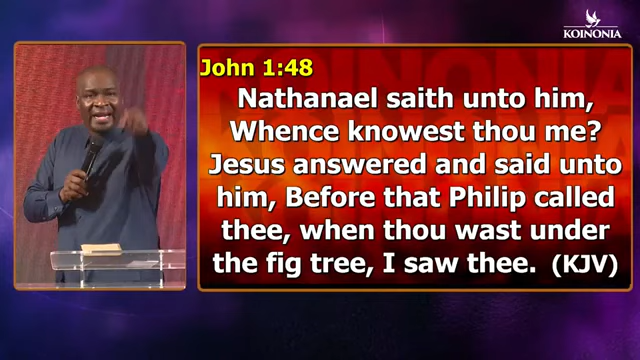 KOINONIA
John 1:48
Nathanael saith unto him,
Whence knowest thou me?
Jesus answered and said unto
him, Before that Philip called
thee, when thou wast under
the fig tree, I saw thee. (KJV)